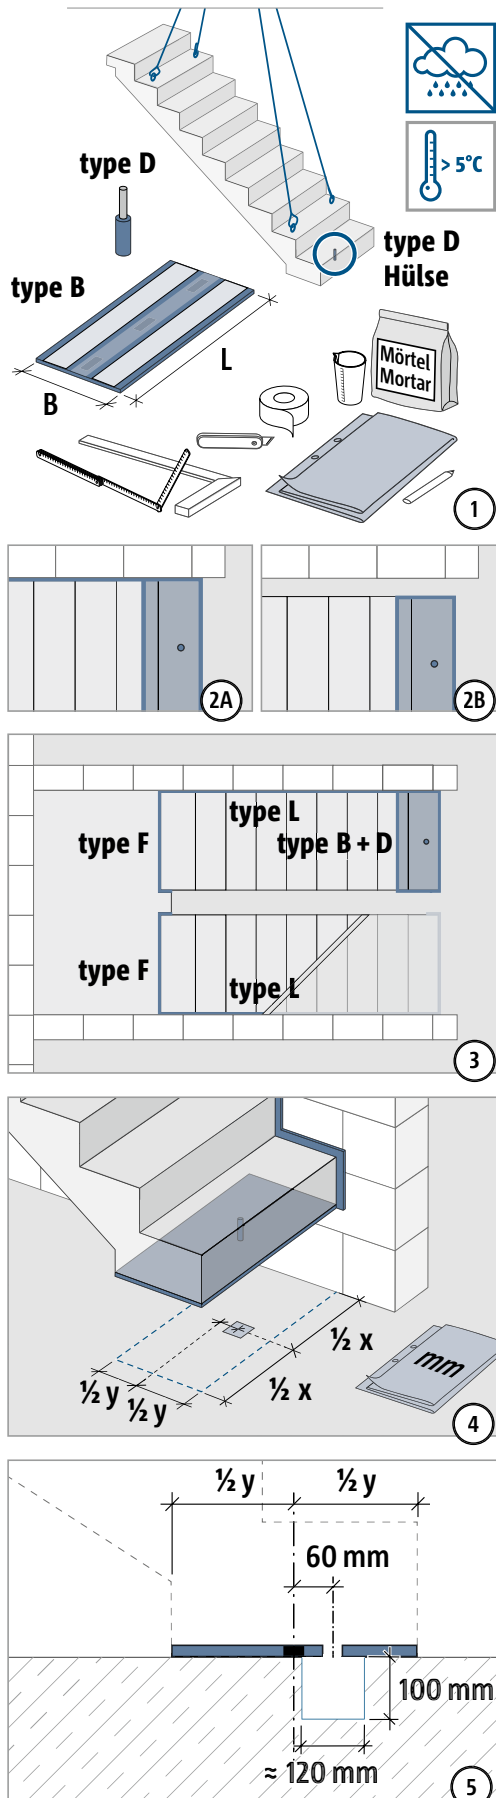 > 5°C
type D
type D
Hülse
type B
L
B
Mörtel
Mortar
1
2A
2B
type L
type F
type B + D
type F
type L
3
½ x
½ x
½ y
½ y
mm
4
½ y
½ y
60 mm
100 mm
≈ 120 mm
5